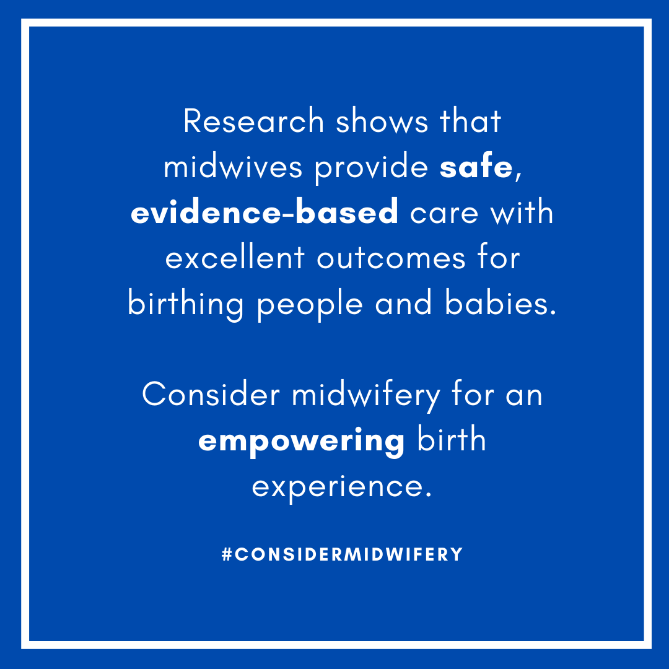 Research shows that
midwives provide safe,
evidence-based care with
excellent outcomes for
birthing people and babies.
Consider midwifery for an
empowering birth
experience.
#CONSIDERMIDWIFERY